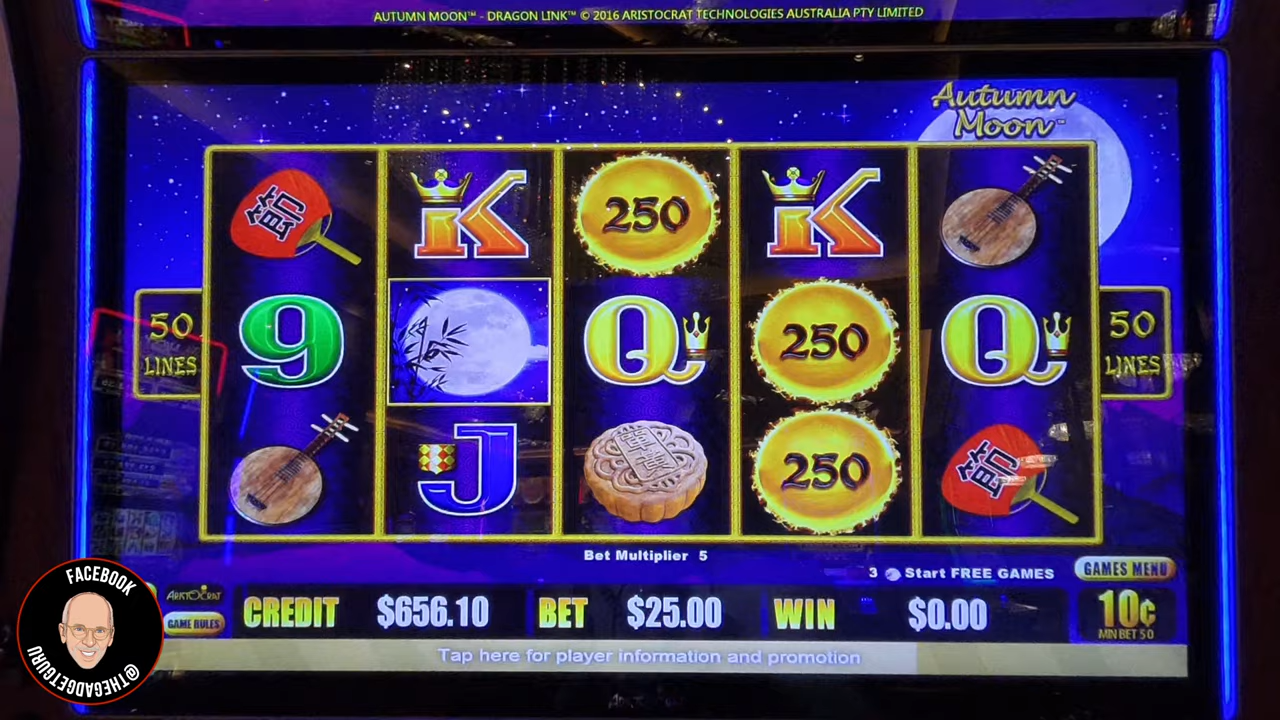 AUTUMN MOON™ - DRAGON LINK™ © 2016 ARISTOCRAT TECHNOLOGIES AUSTRALIA PTY LIMITED
Autumn
Moon™
K
250
K
9
Q
250
Q
50
LINES
50
LINES
J
250
Bet Multiplier 5
3 Start FREE GAMES
GAMES MENU
ARISTOCRAT
GAME RULES
CREDIT $656.10 BET $25.00 WIN $0.00
10¢
MIN BET 50
Tap here for player information and promotion
FACEBOOK
@THEGADGETGURU